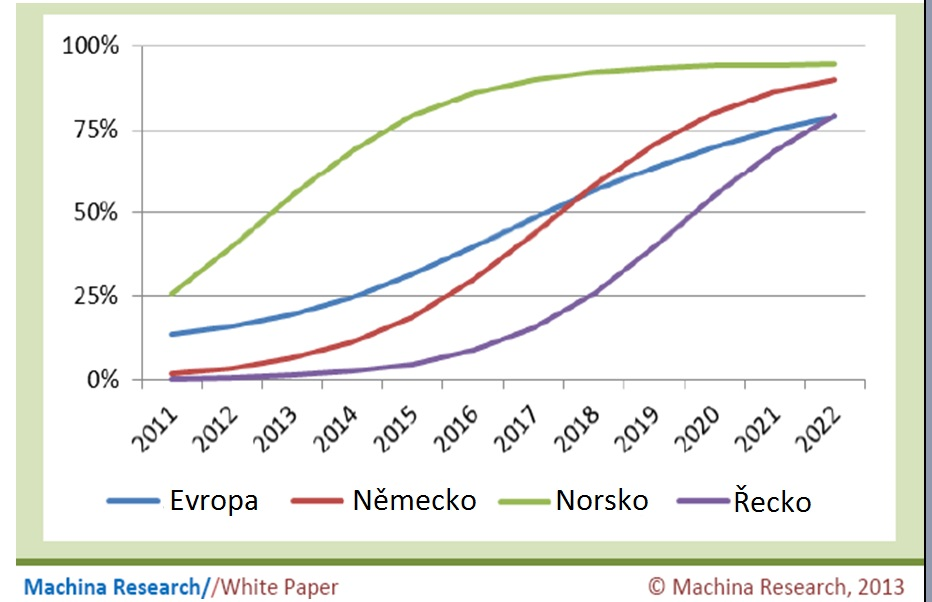 100%
75%
50%
25%
0%
2011 2012 2013 2014 2015 2016 2017 2018 2019 2020 2021 2022
Evropa Německo Norsko Řecko
Machina Research//White Paper © Machina Research, 2013